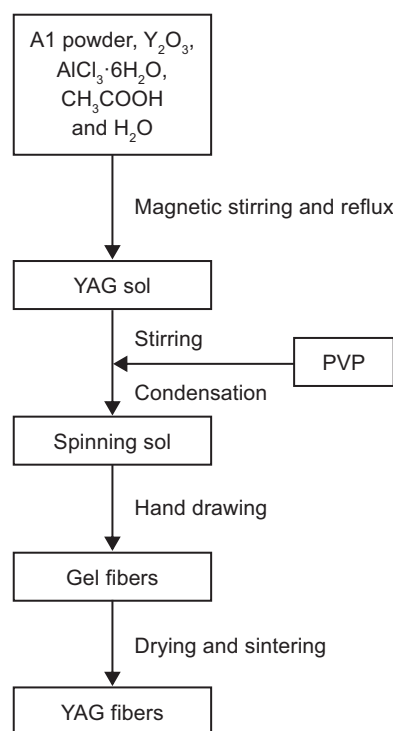 A1 powder, Y₂O₃,
AlCl₃·6H₂O,
CH₃COOH
and H₂O
Magnetic stirring and reflux
YAG sol
Stirring
PVP
Condensation
Spinning sol
Hand drawing
Gel fibers
Drying and sintering
YAG fibers